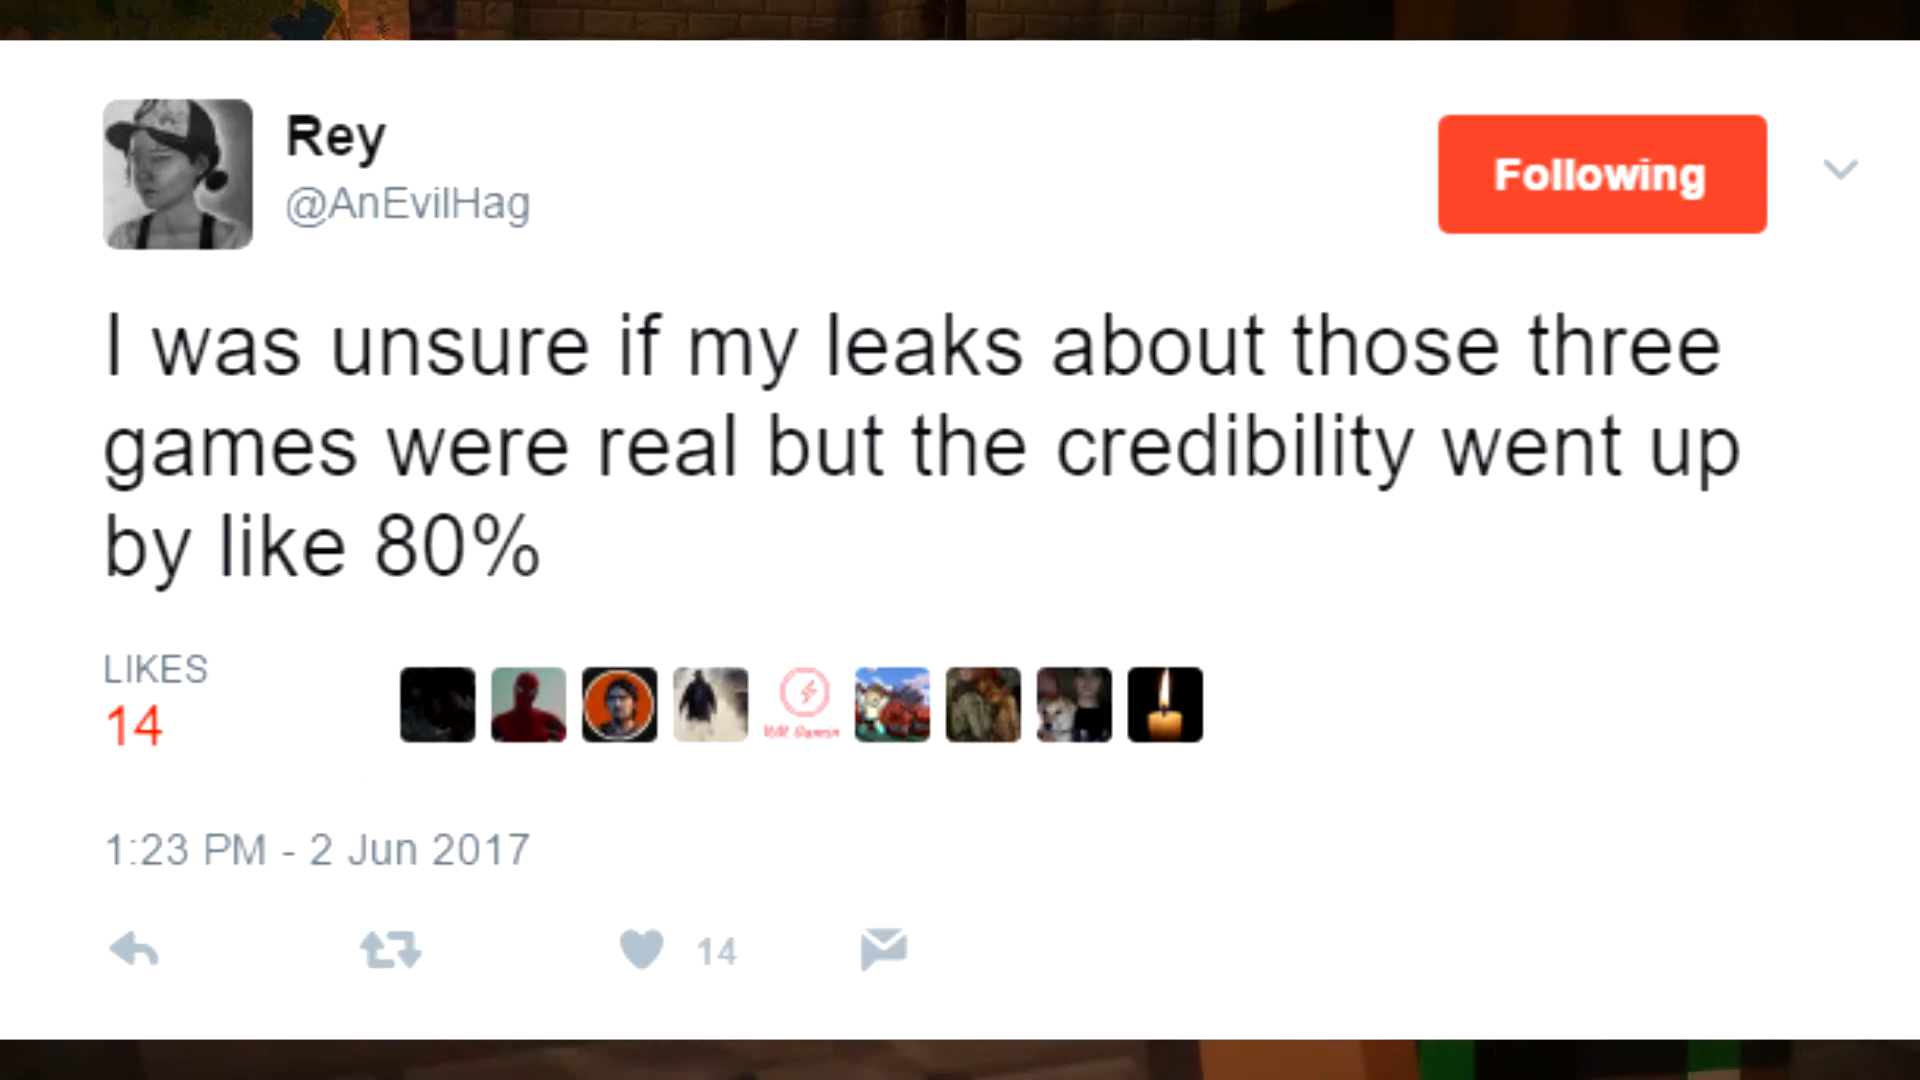 Rey
@AnEvilHag
Following
I was unsure if my leaks about those three
games were real but the credibility went up
by like 80%
LIKES
14
1:23 PM - 2 Jun 2017
14